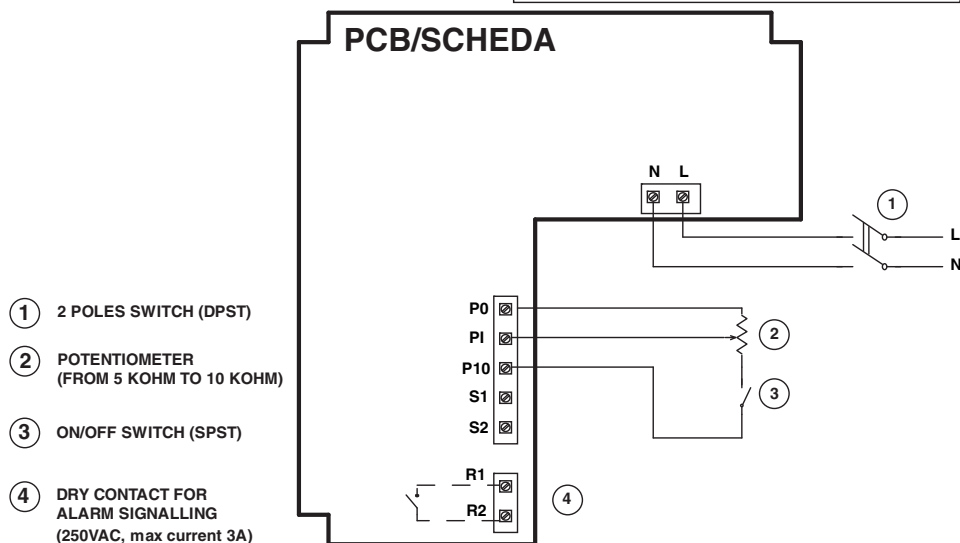 PCB/SCHEDA
N L
1
L
N
1 2 POLES SWITCH (DPST)
2 POTENTIOMETER
(FROM 5 KOHM TO 10 KOHM)
3 ON/OFF SWITCH (SPST)
4 DRY CONTACT FOR
ALARM SIGNALLING
(250VAC, max current 3A)
P0
PI
P10
S1
S2
2
3
R1
R2
4